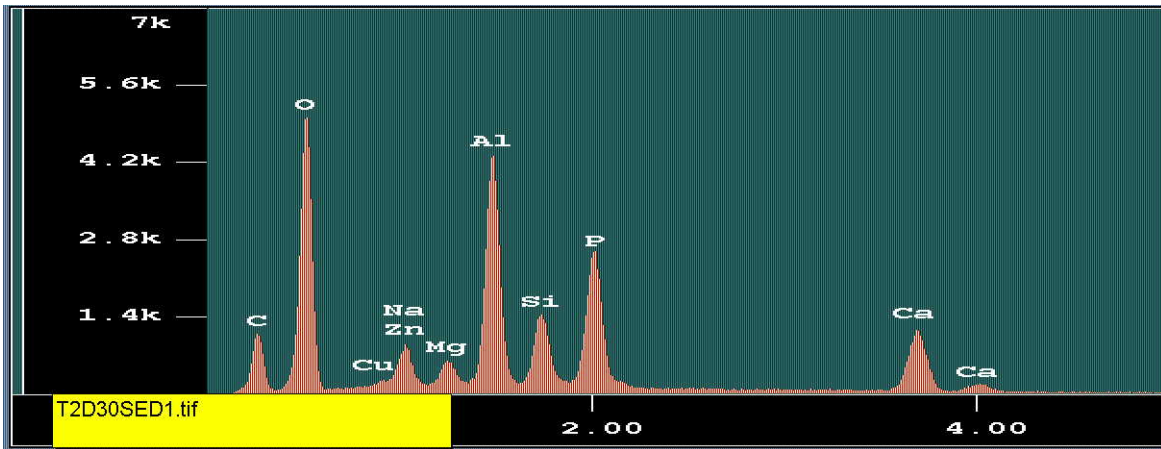 7k
5.6k
O
Al
4.2k
2.8k
P
Si
Na
1.4k
C
Zn
Ca
Mg
Cu
Ca
T2D30SED1.tif
2.00
4.00